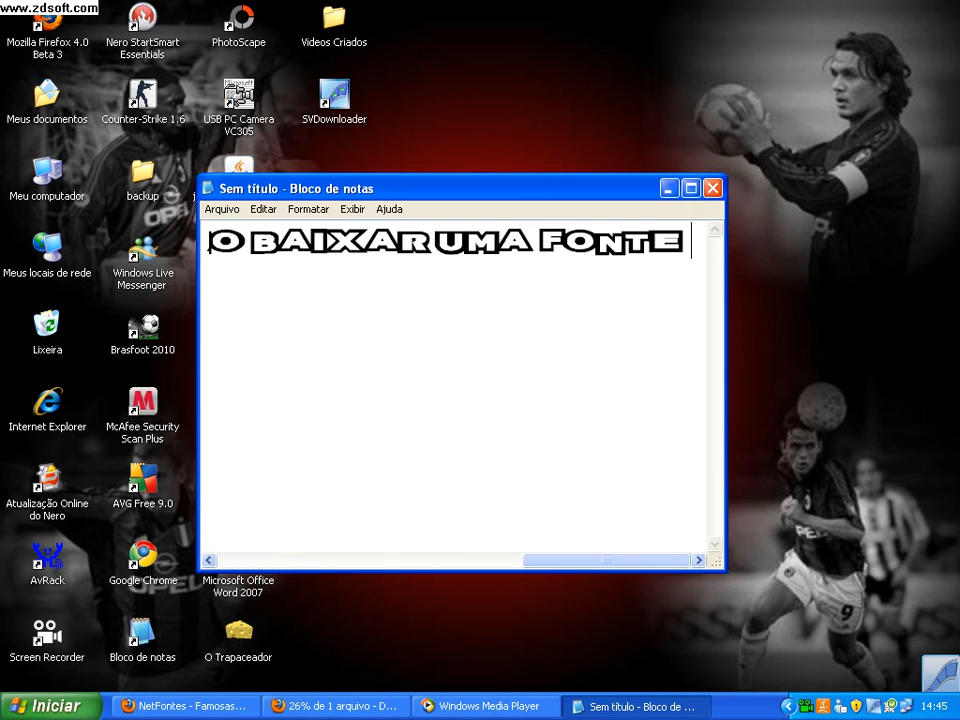 www.zdsoft.com
Mozilla Firefox 4.0 Beta 3
Nero StartSmart Essentials
PhotoScape
Videos Criados
Meus documentos
Counter-Strike 1.6
USB PC Camera VC305
SVDownloader
Meu computador
backup
Sem título - Bloco de notas
Arquivo Editar Formatar Exibir Ajuda
O BAIXAR UMA FONTE
Meus locais de rede
Windows Live Messenger
Lixeira
Brasfoot 2010
Internet Explorer
McAfee Security Scan Plus
Atualização Online do Nero
AVG Free 9.0
AvRack
Google Chrome
Microsoft Office Word 2007
Screen Recorder
Bloco de notas
O Trapaceador
OPEL
9
Iniciar
NetFontes - Famosas...
26% de 1 arquivo - D...
Windows Media Player
Sem título - Bloco de ...
14:45